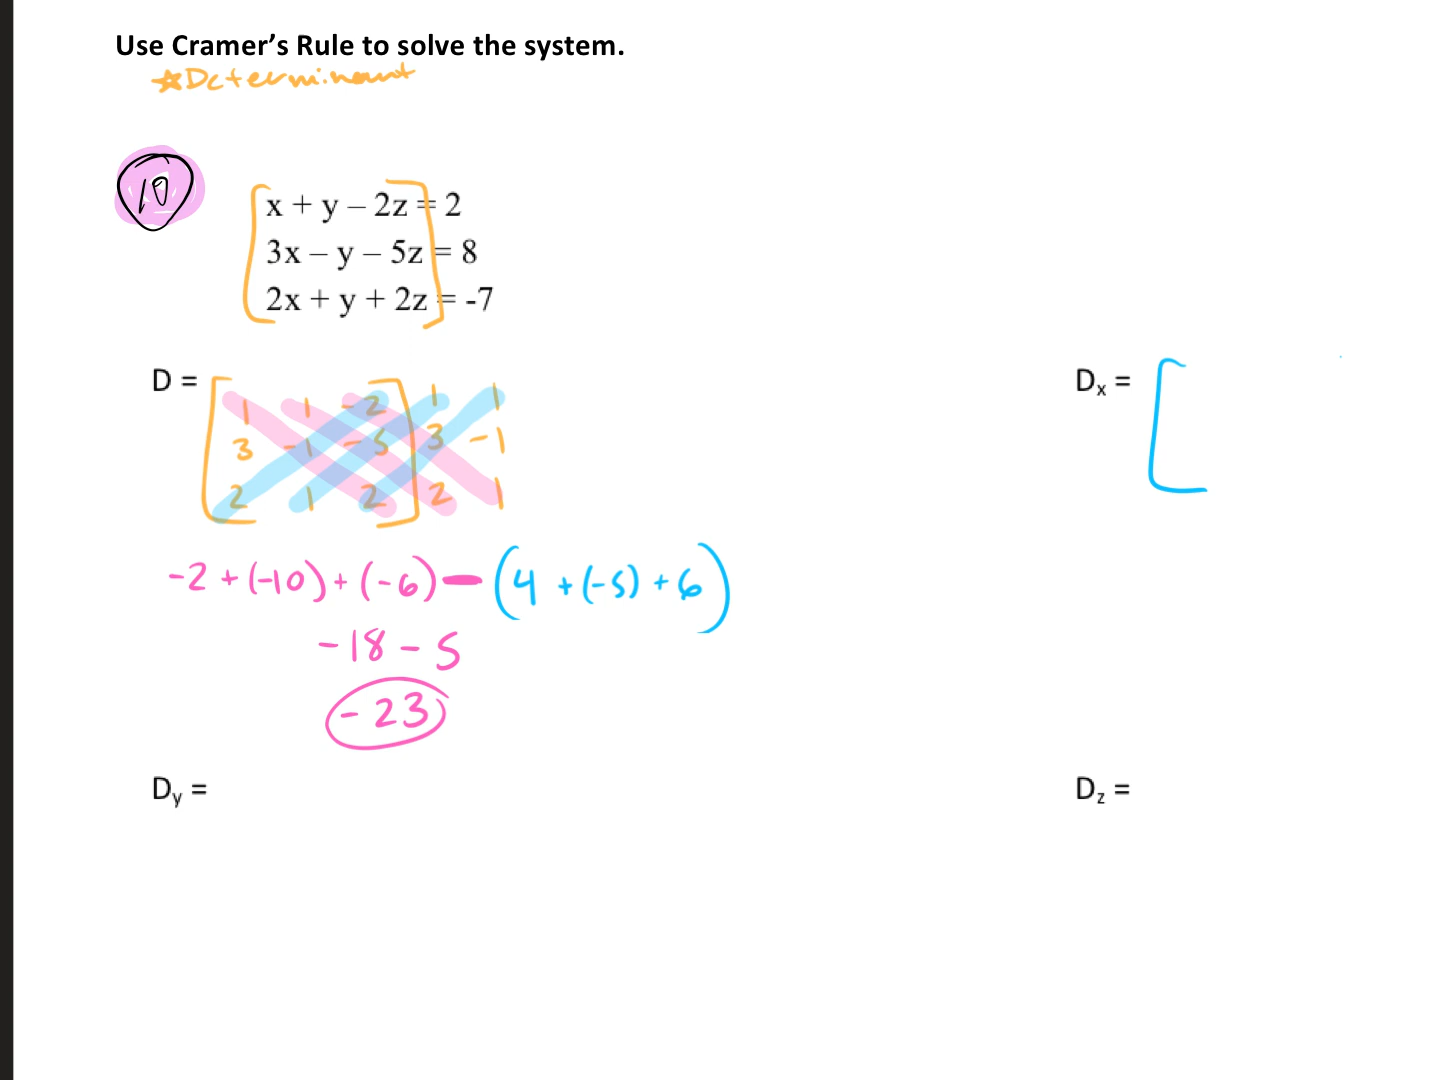 Use Cramer's Rule to solve the system.
☆Determinant
10
x + y – 2z = 2
3x – y – 5z = 8
2x + y + 2z = -7
D = [ 1 1 -2 ] 1 1
3 -1 -5 3 -1
2 1 2 2 1
Dₓ = [
-2 + (-10) + (-6) - (4 + (-5) + 6)
-18 - 5
-23
Dᵧ =
D_z =